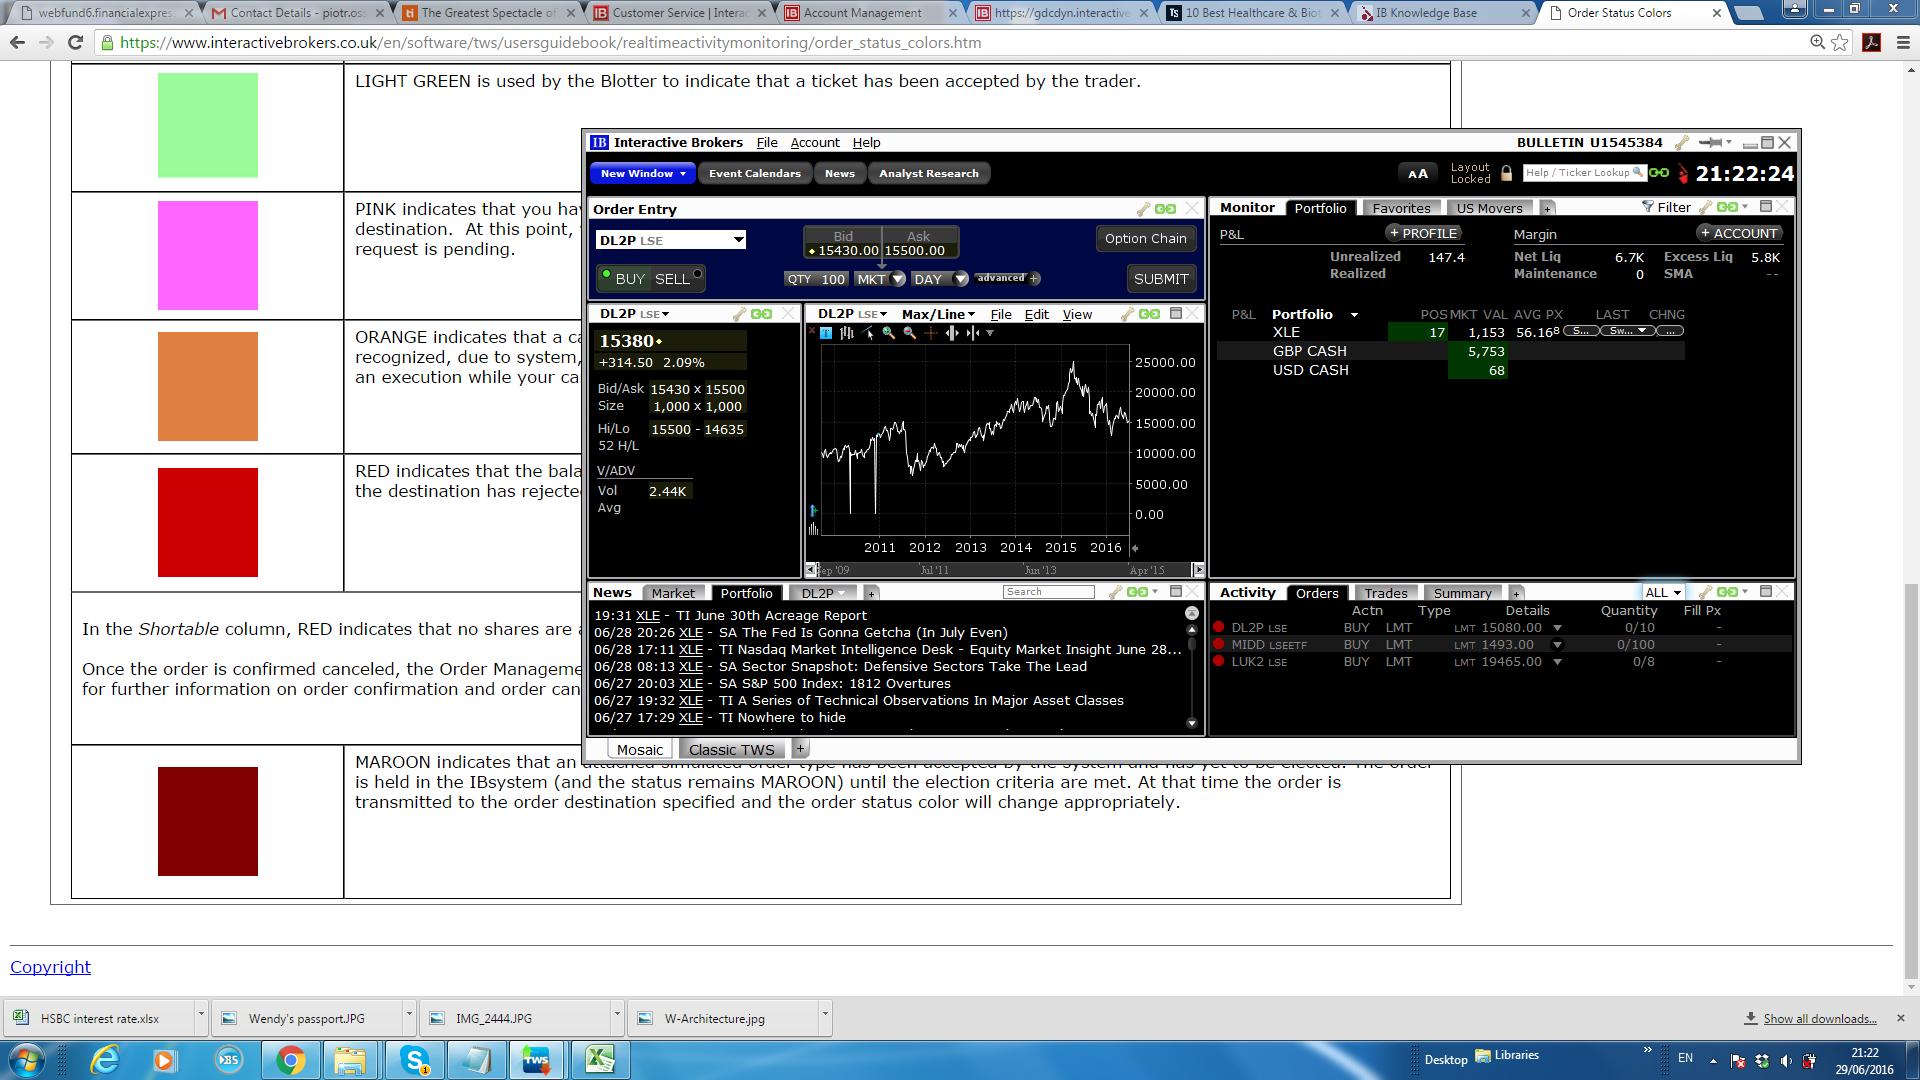 webfund6.financialexpres
Contact Details - piotr.os
The Greatest Spectacle of
Customer Service | Intera
Account Management
https://gdcdyn.interactive
10 Best Healthcare & Biot
IB Knowledge Base
Order Status Colors
https://www.interactivebrokers.co.uk/en/software/tws/usersguidebook/realtimeactivitymonitoring/order_status_colors.htm
LIGHT GREEN is used by the Blotter to indicate that a ticket has been accepted by the trader.
PINK indicates that you hav
destination. At this point,
request is pending.
ORANGE indicates that a ca
recognized, due to system,
an execution while your ca
RED indicates that the bala
the destination has rejecte
In the Shortable column, RED indicates that no shares are a
Once the order is confirmed canceled, the Order Manageme
for further information on order confirmation and order can
MAROON indicates that an attached simulated order type has been accepted by the system and has yet to be elected. The order
is held in the IBsystem (and the status remains MAROON) until the election criteria are met. At that time the order is
transmitted to the order destination specified and the order status color will change appropriately.
Copyright
IB Interactive Brokers File Account Help
BULLETIN U1545384
New Window Event Calendars News Analyst Research
AA Layout Locked Help / Ticker Lookup 21:22:24
Order Entry
DL2P LSE
Bid Ask
15430.00 15500.00
Option Chain
BUY SELL
QTY 100 MKT DAY advanced +
SUBMIT
DL2P LSE
15380
+314.50 2.09%
Bid/Ask 15430 x 15500
Size 1,000 x 1,000
Hi/Lo 15500 - 14635
52 H/L
V/ADV
Vol 2.44K
Avg
DL2P LSE Max/Line File Edit View
25000.00
20000.00
15000.00
10000.00
5000.00
0.00
2011 2012 2013 2014 2015 2016
Sep '09 Jul '11 Jun '13 Apr '15
Monitor Portfolio Favorites US Movers + Filter
P&L + PROFILE Margin + ACCOUNT
Unrealized 147.4 Net Liq 6.7K Excess Liq 5.8K
Realized Maintenance 0 SMA --
P&L Portfolio POS MKT VAL AVG PX LAST CHNG
XLE 17 1,153 56.168 S... Sw... ...
GBP CASH 5,753
USD CASH 68
News Market Portfolio DL2P + Search
19:31 XLE - TI June 30th Acreage Report
06/28 20:26 XLE - SA The Fed Is Gonna Getcha (In July Even)
06/28 17:11 XLE - TI Nasdaq Market Intelligence Desk - Equity Market Insight June 28...
06/28 08:13 XLE - SA Sector Snapshot: Defensive Sectors Take The Lead
06/27 20:03 XLE - SA S&P 500 Index: 1812 Overtures
06/27 19:32 XLE - TI A Series of Technical Observations In Major Asset Classes
06/27 17:29 XLE - TI Nowhere to hide
Activity Orders Trades Summary + ALL
Actn Type Details Quantity Fill Px
DL2P LSE BUY LMT LMT 15080.00 0/10 -
MIDD LSEETF BUY LMT LMT 1493.00 0/100 -
LUK2 LSE BUY LMT LMT 19465.00 0/8 -
Mosaic Classic TWS +
HSBC interest rate.xlsx
Wendy's passport.JPG
IMG_2444.JPG
W-Architecture.jpg
Show all downloads...
Desktop
Libraries
EN
21:22
29/06/2016